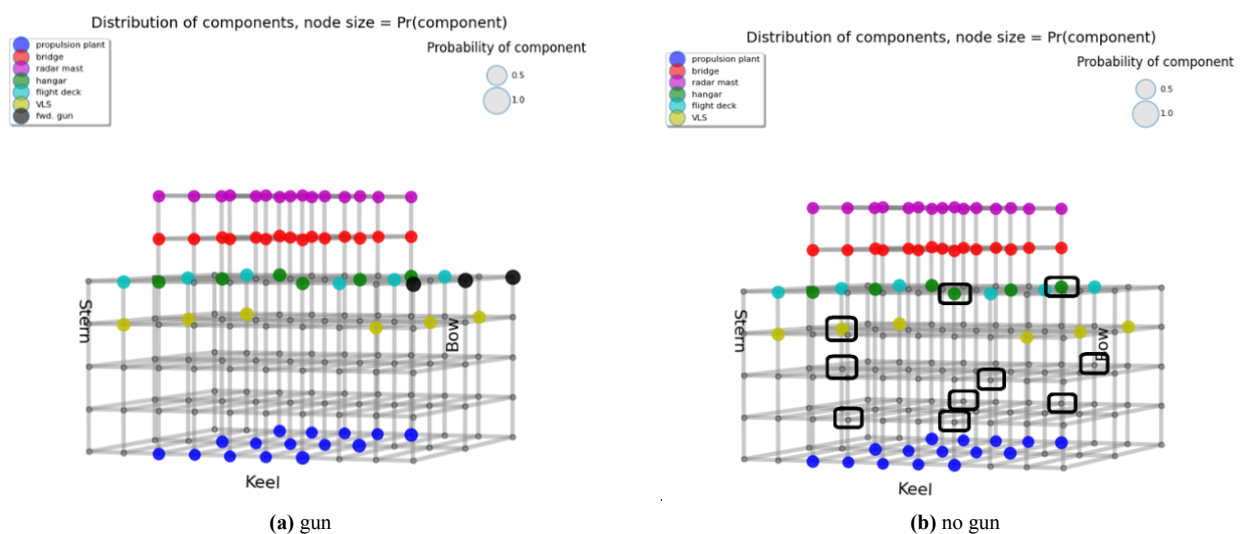 Distribution of components, node size = Pr(component)
propulsion plant
bridge
radar mast
hangar
flight deck
VLS
fwd. gun
Probability of component
0.5
1.0
Stern
Bow
Keel
(a) gun
Distribution of components, node size = Pr(component)
propulsion plant
bridge
radar mast
hangar
flight deck
VLS
Probability of component
0.5
1.0
Stern
Bow
Keel
(b) no gun